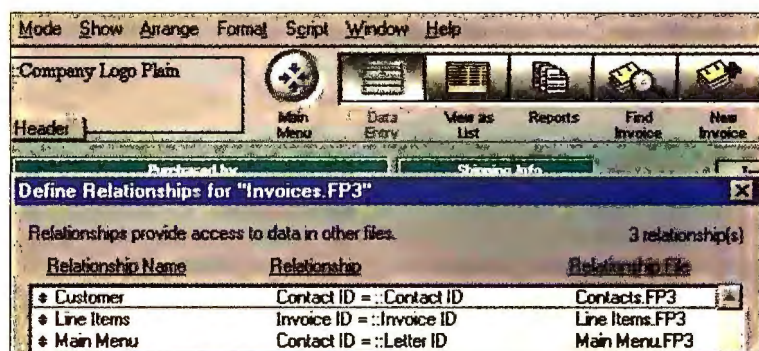 Mode Show Arrange Format Script Window Help
::Company Logo Plain
Header
Main Menu
Data Entry
View as List
Reports
Find Invoice
New Invoice
Purchased by
Shipping Info
Define Relationships for "Invoices.FP3"
Relationships provide access to data in other files. 3 relationship(s)
Relationship Name Relationship Relationship File
Customer Contact ID = ::Contact ID Contacts.FP3
Line Items Invoice ID = ::Invoice ID Line Items.FP3
Main Menu Contact ID = ::Letter ID Main Menu.FP3